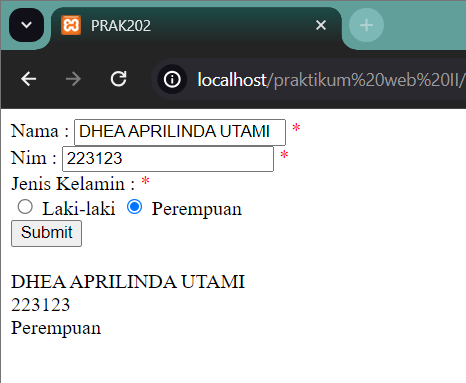 PRAK202
localhost/praktikum%20web%20II/
Nama : DHEA APRILINDA UTAMI *
Nim : 223123 *
Jenis Kelamin : *
Laki-laki Perempuan
Submit
DHEA APRILINDA UTAMI
223123
Perempuan